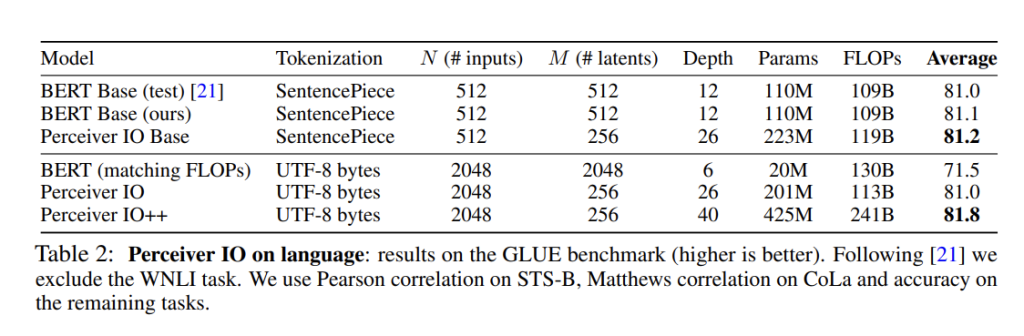 Model Tokenization N (# inputs) M (# latents) Depth Params FLOPs Average
BERT Base (test) [21] SentencePiece 512 512 12 110M 109B 81.0
BERT Base (ours) SentencePiece 512 512 12 110M 109B 81.1
Perceiver IO Base SentencePiece 512 256 26 223M 119B 81.2
BERT (matching FLOPs) UTF-8 bytes 2048 2048 6 20M 130B 71.5
Perceiver IO UTF-8 bytes 2048 256 26 201M 113B 81.0
Perceiver IO++ UTF-8 bytes 2048 256 40 425M 241B 81.8
Table 2: Perceiver IO on language: results on the GLUE benchmark (higher is better). Following [21] we
exclude the WNLI task. We use Pearson correlation on STS-B, Matthews correlation on CoLa and accuracy on
the remaining tasks.